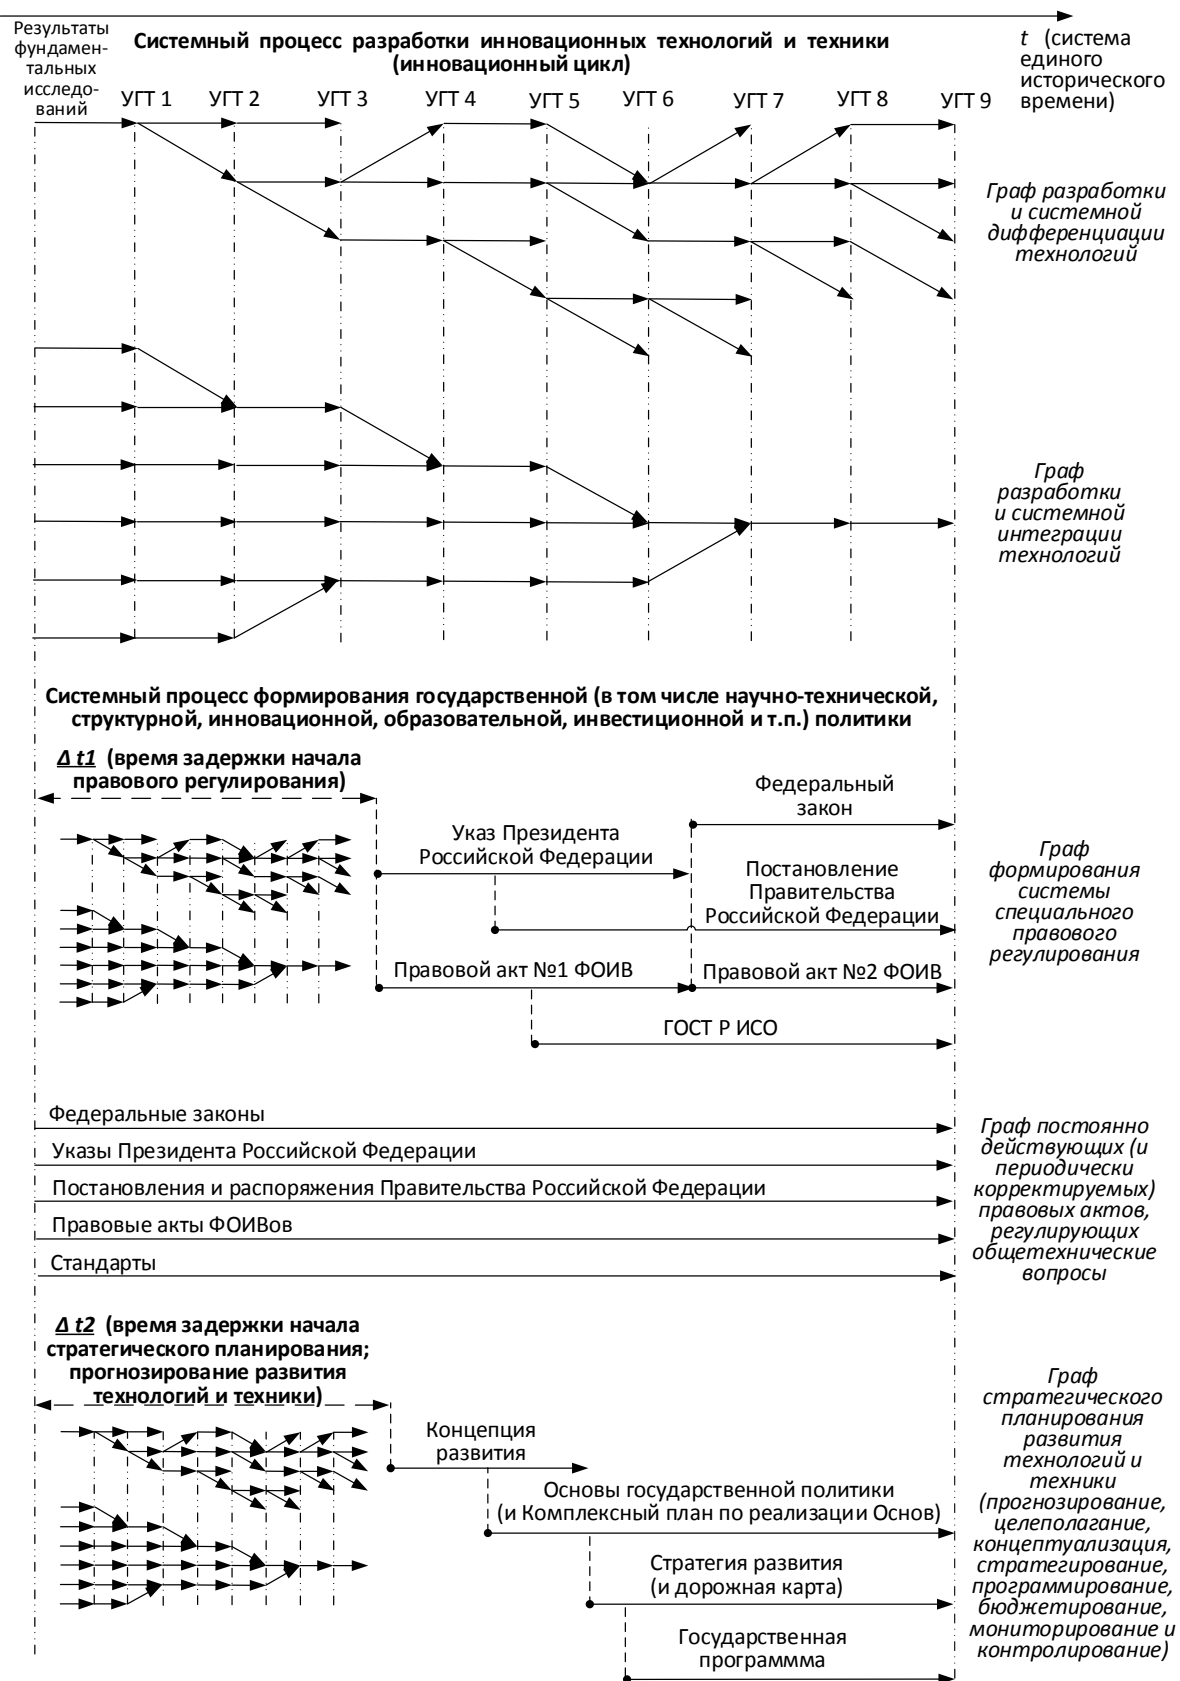 Результаты
фундамен-
тальных
исследо-
ваний
Системный процесс разработки инновационных технологий и техники
(инновационный цикл)
t (система
единого
исторического
времени)
УГТ 1 УГТ 2 УГТ 3 УГТ 4 УГТ 5 УГТ 6 УГТ 7 УГТ 8 УГТ 9
Граф разработки
и системной
дифференциации
технологий
Граф
разработки
и системной
интеграции
технологий
Системный процесс формирования государственной (в том числе научно-технической,
структурной, инновационной, образовательной, инвестиционной и т.п.) политики
Δ t1 (время задержки начала
правового регулирования)
Федеральный
закон
Указ Президента
Российской Федерации
Постановление
Правительства
Российской Федерации
Правовой акт №1 ФОИВ
Правовой акт №2 ФОИВ
ГОСТ Р ИСО
Граф
формирования
системы
специального
правового
регулирования
Федеральные законы
Указы Президента Российской Федерации
Постановления и распоряжения Правительства Российской Федерации
Правовые акты ФОИВов
Стандарты
Граф постоянно
действующих (и
периодически
корректируемых)
правовых актов,
регулирующих
общетехнические
вопросы
Δ t2 (время задержки начала
стратегического планирования;
прогнозирование развития
технологий и техники)
Концепция
развития
Основы государственной политики
(и Комплексный план по реализации Основ)
Стратегия развития
(и дорожная карта)
Государственная
программма
Граф
стратегического
планирования
развития
технологий и
техники
(прогнозирование,
целеполагание,
концептуализация,
стратегирование,
программирование,
бюджетирование,
мониторирование и
контролирование)